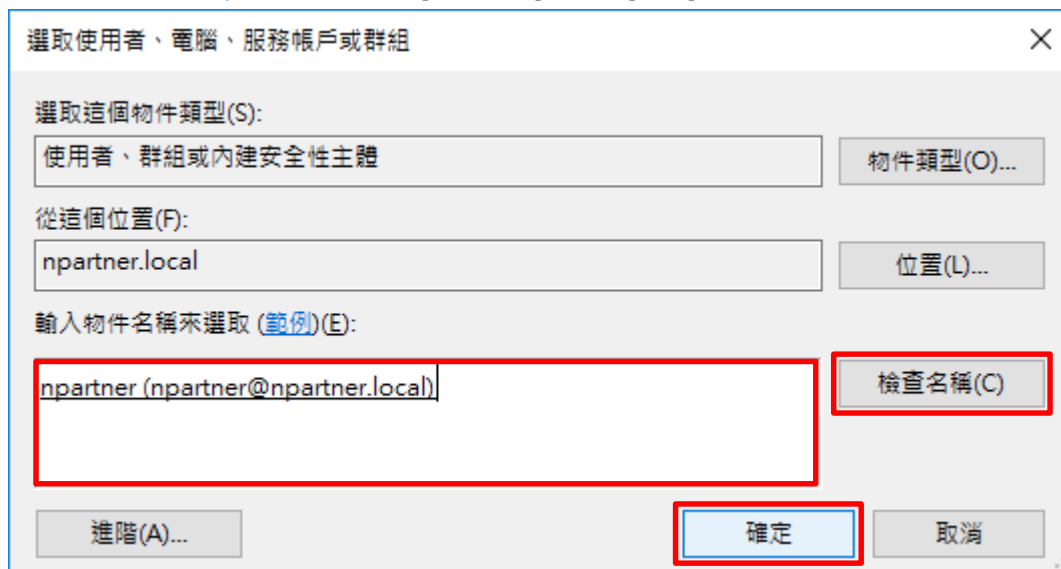 選取使用者、電腦、服務帳戶或群組
選取這個物件類型(S):
使用者、群組或內建安全性主體
物件類型(O)...
從這個位置(F):
npartner.local
位置(L)...
輸入物件名稱來選取 (範例)(E):
npartner (npartner@npartner.local)
檢查名稱(C)
進階(A)...
確定
取消